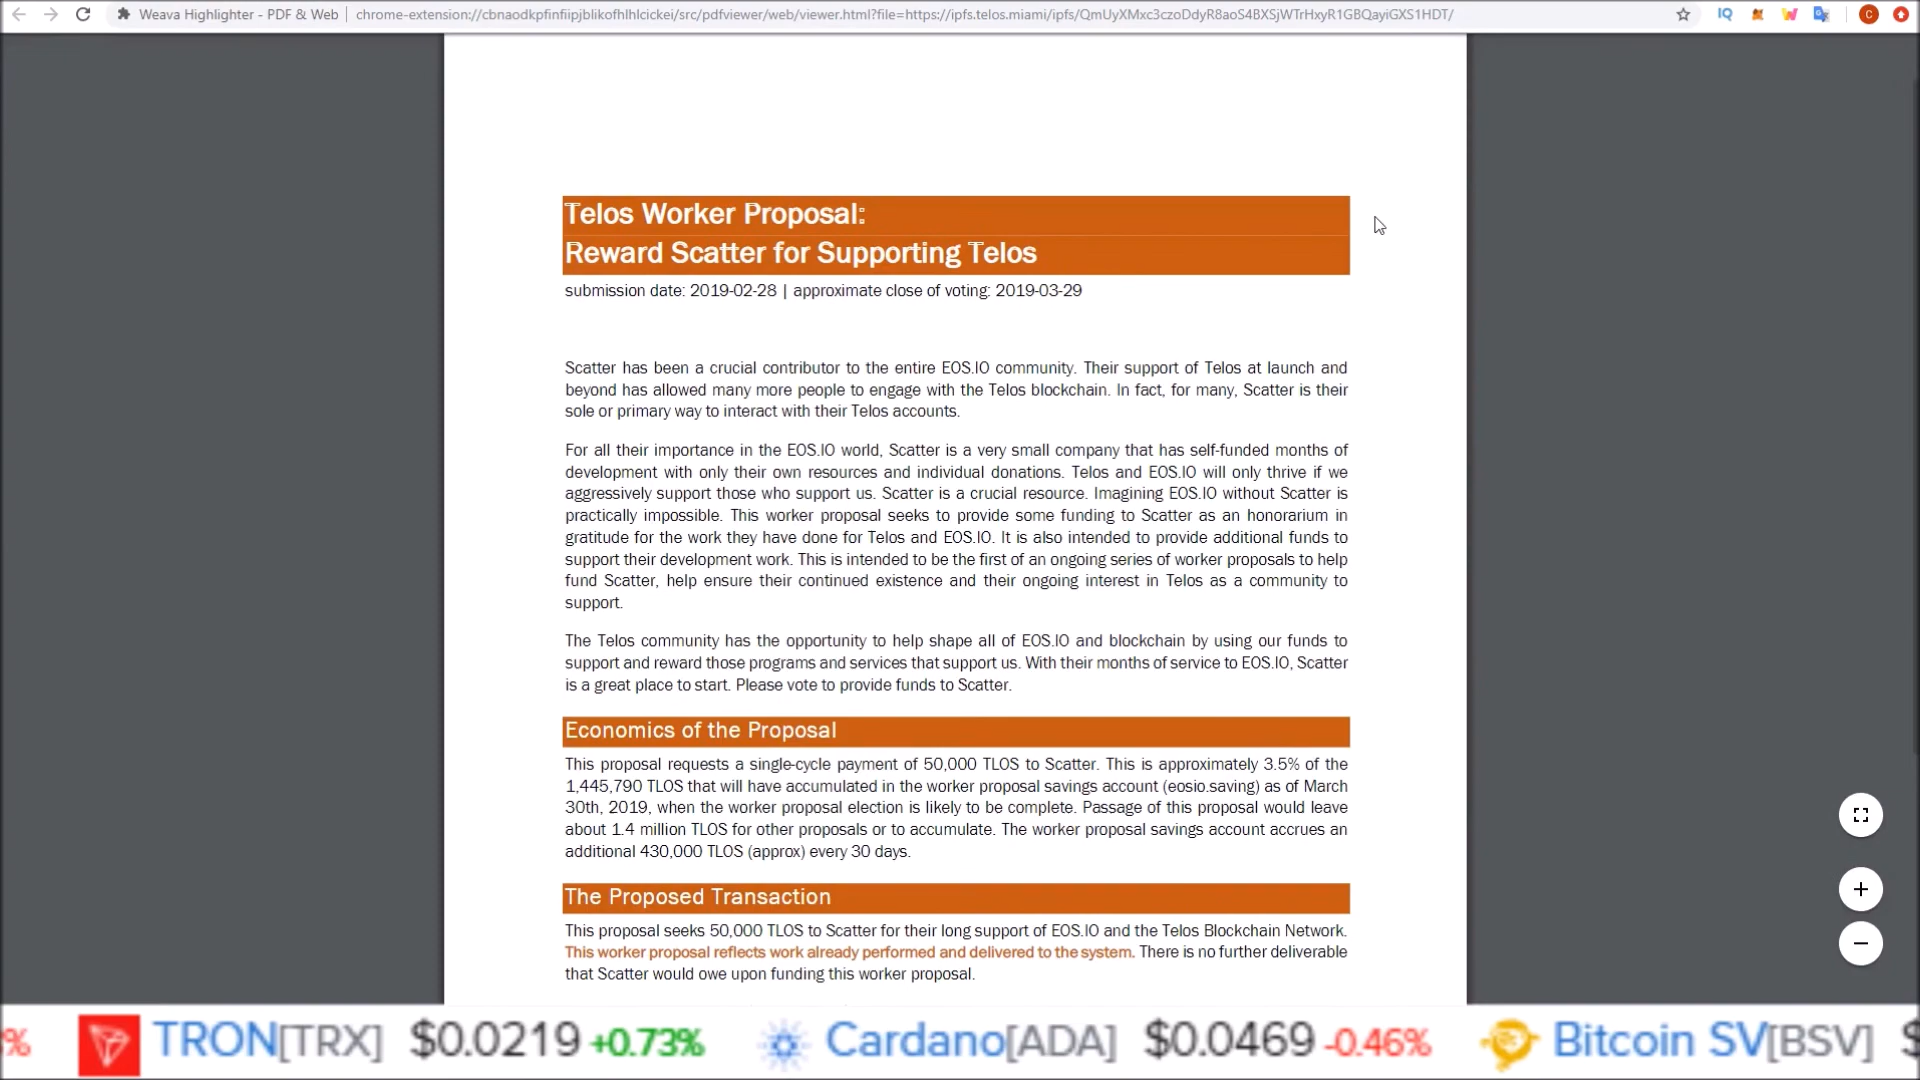 Weava Highlighter - PDF & Web | chrome-extension://cbnaodkpfinfiipjblikofhlhlcickei/src/pdfviewer/web/viewer.html?file=https://ipfs.telos.miami/ipfs/QmUyXMxc3czoDdyR8aoS4BXSjWTrHxyR1GBQayiGXS1HDT/
IQ
C
Telos Worker Proposal:
Reward Scatter for Supporting Telos
submission date: 2019-02-28 | approximate close of voting: 2019-03-29
Scatter has been a crucial contributor to the entire EOS.IO community. Their support of Telos at launch and
beyond has allowed many more people to engage with the Telos blockchain. In fact, for many, Scatter is their
sole or primary way to interact with their Telos accounts.
For all their importance in the EOS.IO world, Scatter is a very small company that has self-funded months of
development with only their own resources and individual donations. Telos and EOS.IO will only thrive if we
aggressively support those who support us. Scatter is a crucial resource. Imagining EOS.IO without Scatter is
practically impossible. This worker proposal seeks to provide some funding to Scatter as an honorarium in
gratitude for the work they have done for Telos and EOS.IO. It is also intended to provide additional funds to
support their development work. This is intended to be the first of an ongoing series of worker proposals to help
fund Scatter, help ensure their continued existence and their ongoing interest in Telos as a community to
support.
The Telos community has the opportunity to help shape all of EOS.IO and blockchain by using our funds to
support and reward those programs and services that support us. With their months of service to EOS.IO, Scatter
is a great place to start. Please vote to provide funds to Scatter.
Economics of the Proposal
This proposal requests a single-cycle payment of 50,000 TLOS to Scatter. This is approximately 3.5% of the
1,445,790 TLOS that will have accumulated in the worker proposal savings account (eosio.saving) as of March
30th, 2019, when the worker proposal election is likely to be complete. Passage of this proposal would leave
about 1.4 million TLOS for other proposals or to accumulate. The worker proposal savings account accrues an
additional 430,000 TLOS (approx) every 30 days.
The Proposed Transaction
This proposal seeks 50,000 TLOS to Scatter for their long support of EOS.IO and the Telos Blockchain Network.
This worker proposal reflects work already performed and delivered to the system. There is no further deliverable
that Scatter would owe upon funding this worker proposal.
% TRON[TRX] $0.0219 +0.73% Cardano[ADA] $0.0469 -0.46% Bitcoin SV[BSV] $